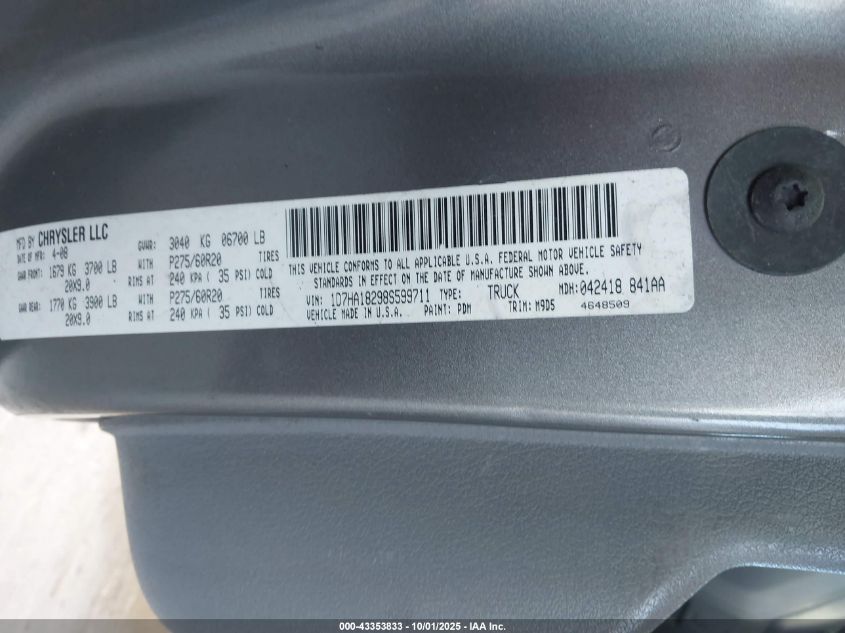 MFD BY CHRYSLER LLC
DATE OF MFR: 4-08 GVWR: 3040 KG 06700 LB
GAWR FRONT: 1679 KG 3700 LB WITH P275/60R20 TIRES
20X9.0 RIMS AT 240 KPA ( 35 PSI) COLD
GAWR REAR: 1770 KG 3900 LB WITH P275/60R20 TIRES
20X9.0 RIMS AT 240 KPA ( 35 PSI) COLD
THIS VEHICLE CONFORMS TO ALL APPLICABLE U.S.A. FEDERAL MOTOR VEHICLE SAFETY
STANDARDS IN EFFECT ON THE DATE OF MANUFACTURE SHOWN ABOVE.
VIN: 1D7HA18298S599711 TYPE: TRUCK MDH:042418 841AA
VEHICLE MADE IN U.S.A. PAINT: PDM TRIM: M9D5 4648509
000-43353833 - 10/01/2025 - IAA Inc.